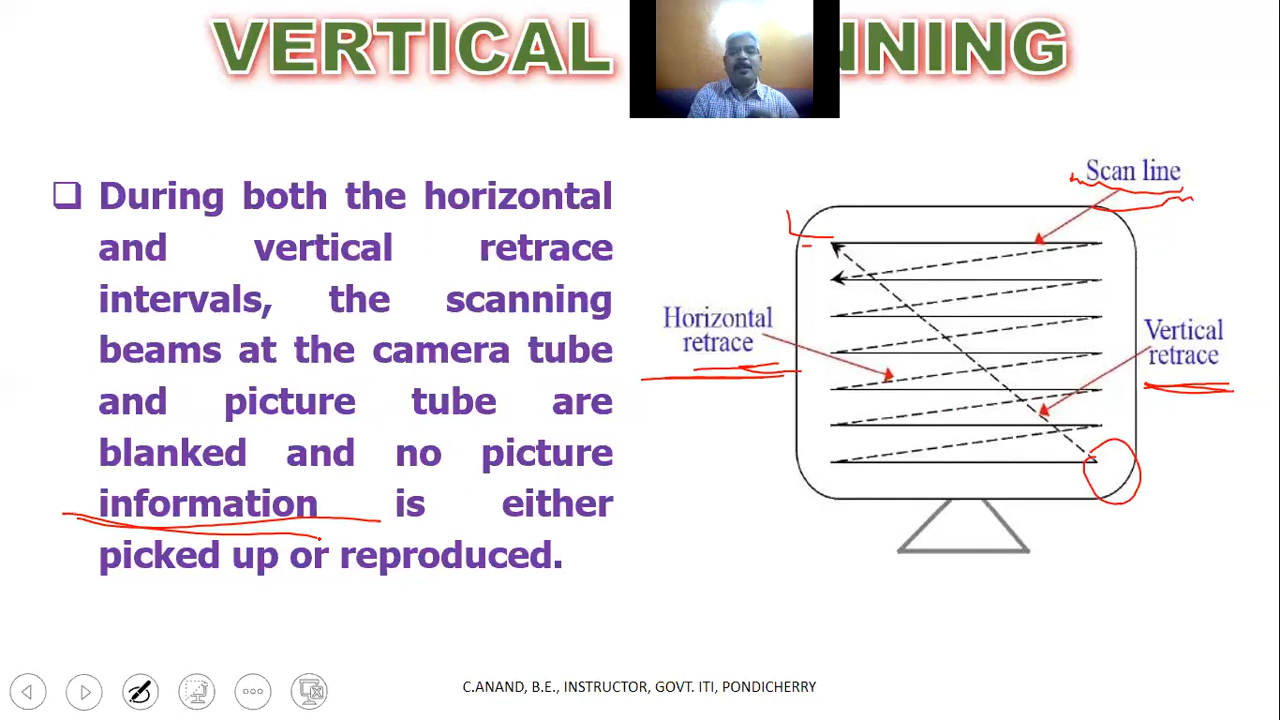 VERTICAL NNING
During both the horizontal
and vertical retrace
intervals, the scanning
beams at the camera tube
and picture tube are
blanked and no picture
information is either
picked up or reproduced.
Scan line
Horizontal
retrace
Vertical
retrace
C.ANAND, B.E., INSTRUCTOR, GOVT. ITI, PONDICHERRY